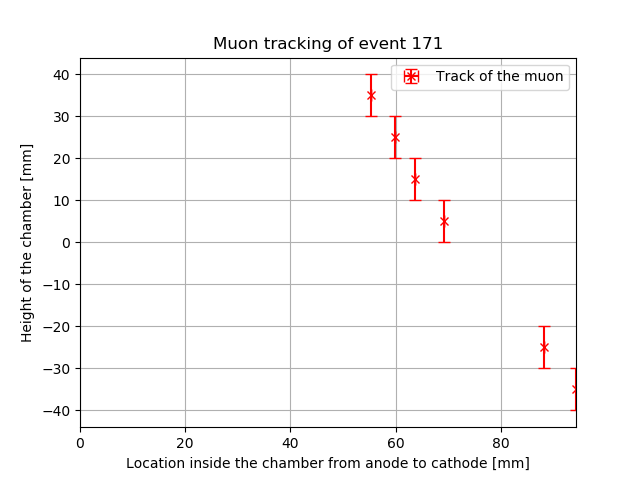 Muon tracking of event 171
Track of the muon
Height of the chamber [mm]
40
30
20
10
0
−10
−20
−30
−40
0 20 40 60 80
Location inside the chamber from anode to cathode [mm]